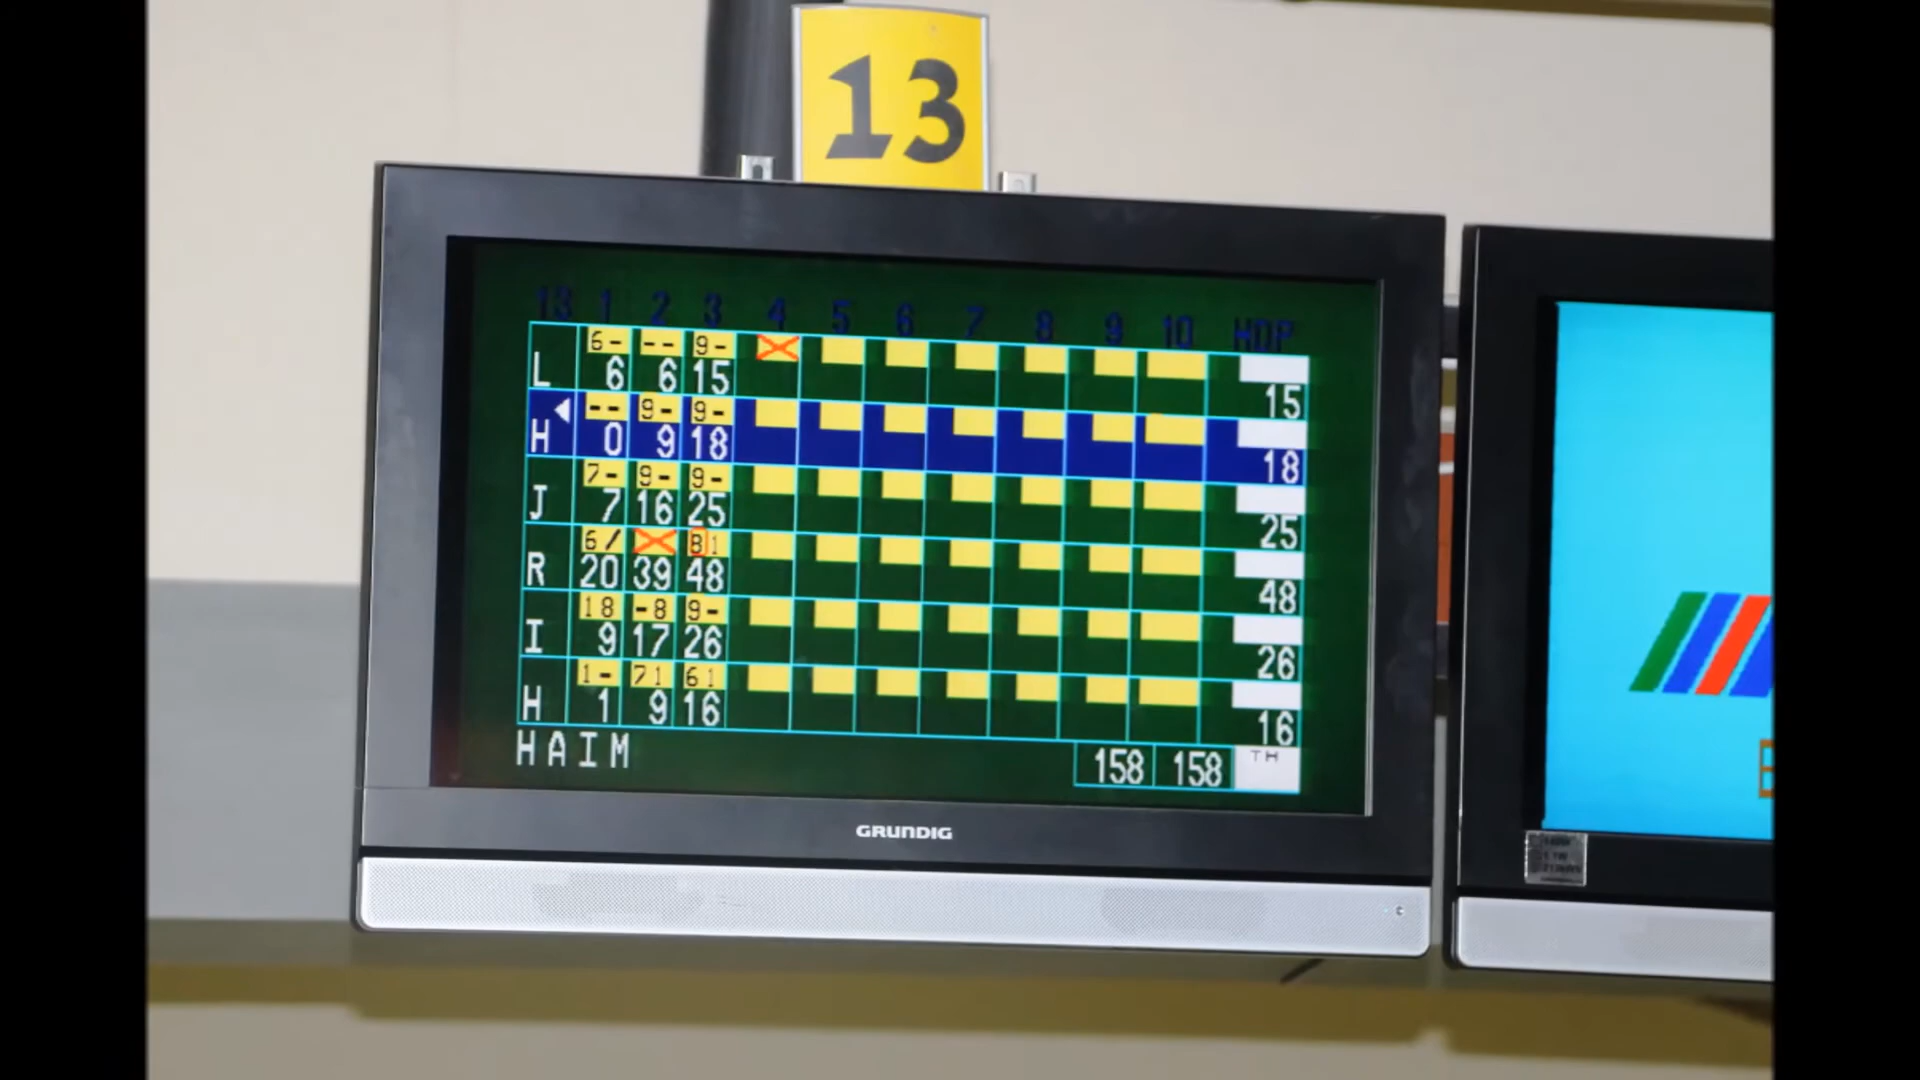 13
13 1 2 3 4 5 6 7 8 9 10 HDP
6- -- 9- X
L 6 6 15 15
-- 9- 9-
H 0 9 18 18
7- 9- 9-
J 7 16 25 25
6/ X 81
R 20 39 48 48
18 -8 9-
I 9 17 26 26
1- 71 61
H 1 9 16 16
HAIM 158 158 TH
GRUNDIG